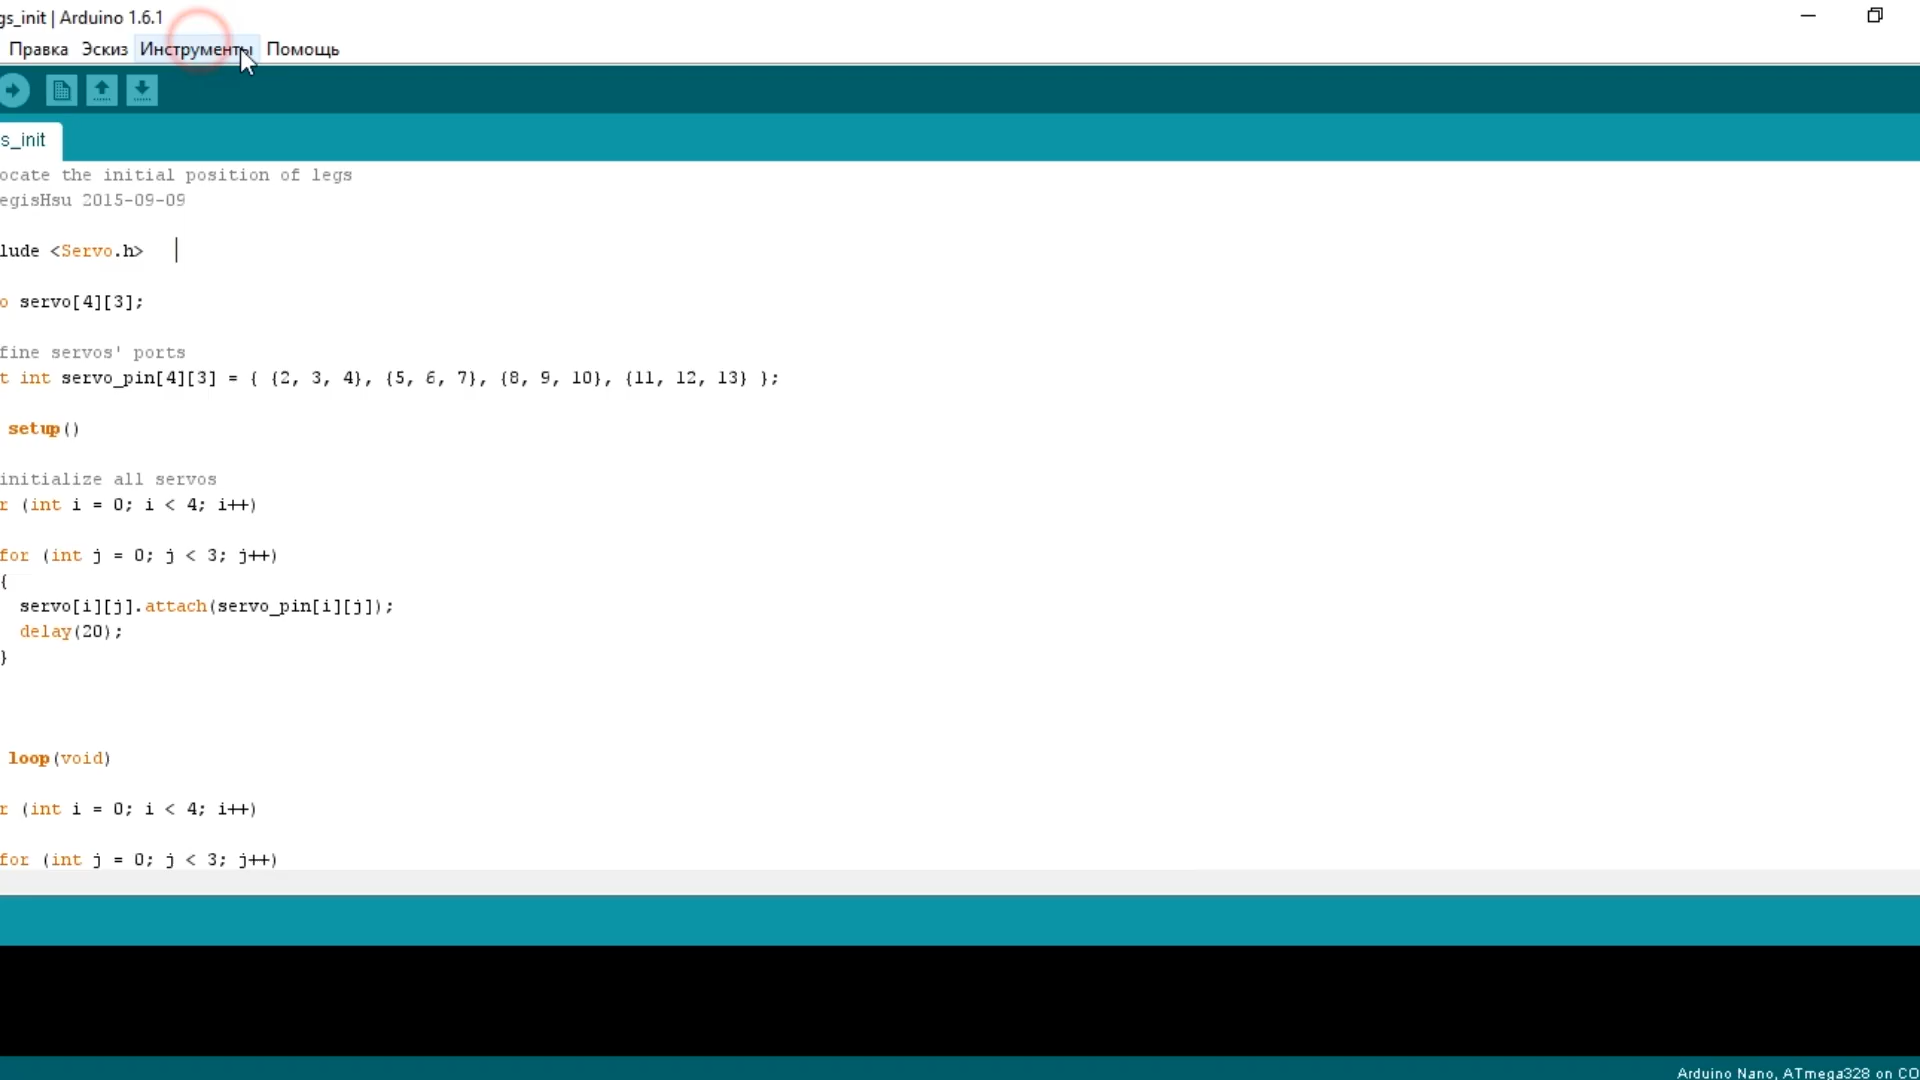 gs_init | Arduino 1.6.1
Правка Эскиз Инструменты Помощь
s_init
ocate the initial position of legs
egisHsu 2015-09-09
lude <Servo.h>
o servo[4][3];
fine servos' ports
t int servo_pin[4][3] = { {2, 3, 4}, {5, 6, 7}, {8, 9, 10}, {11, 12, 13} };
setup()
initialize all servos
r (int i = 0; i < 4; i++)
for (int j = 0; j < 3; j++)
{
servo[i][j].attach(servo_pin[i][j]);
delay(20);
}
loop(void)
r (int i = 0; i < 4; i++)
for (int j = 0; j < 3; j++)
Arduino Nano, ATmega328 on CO